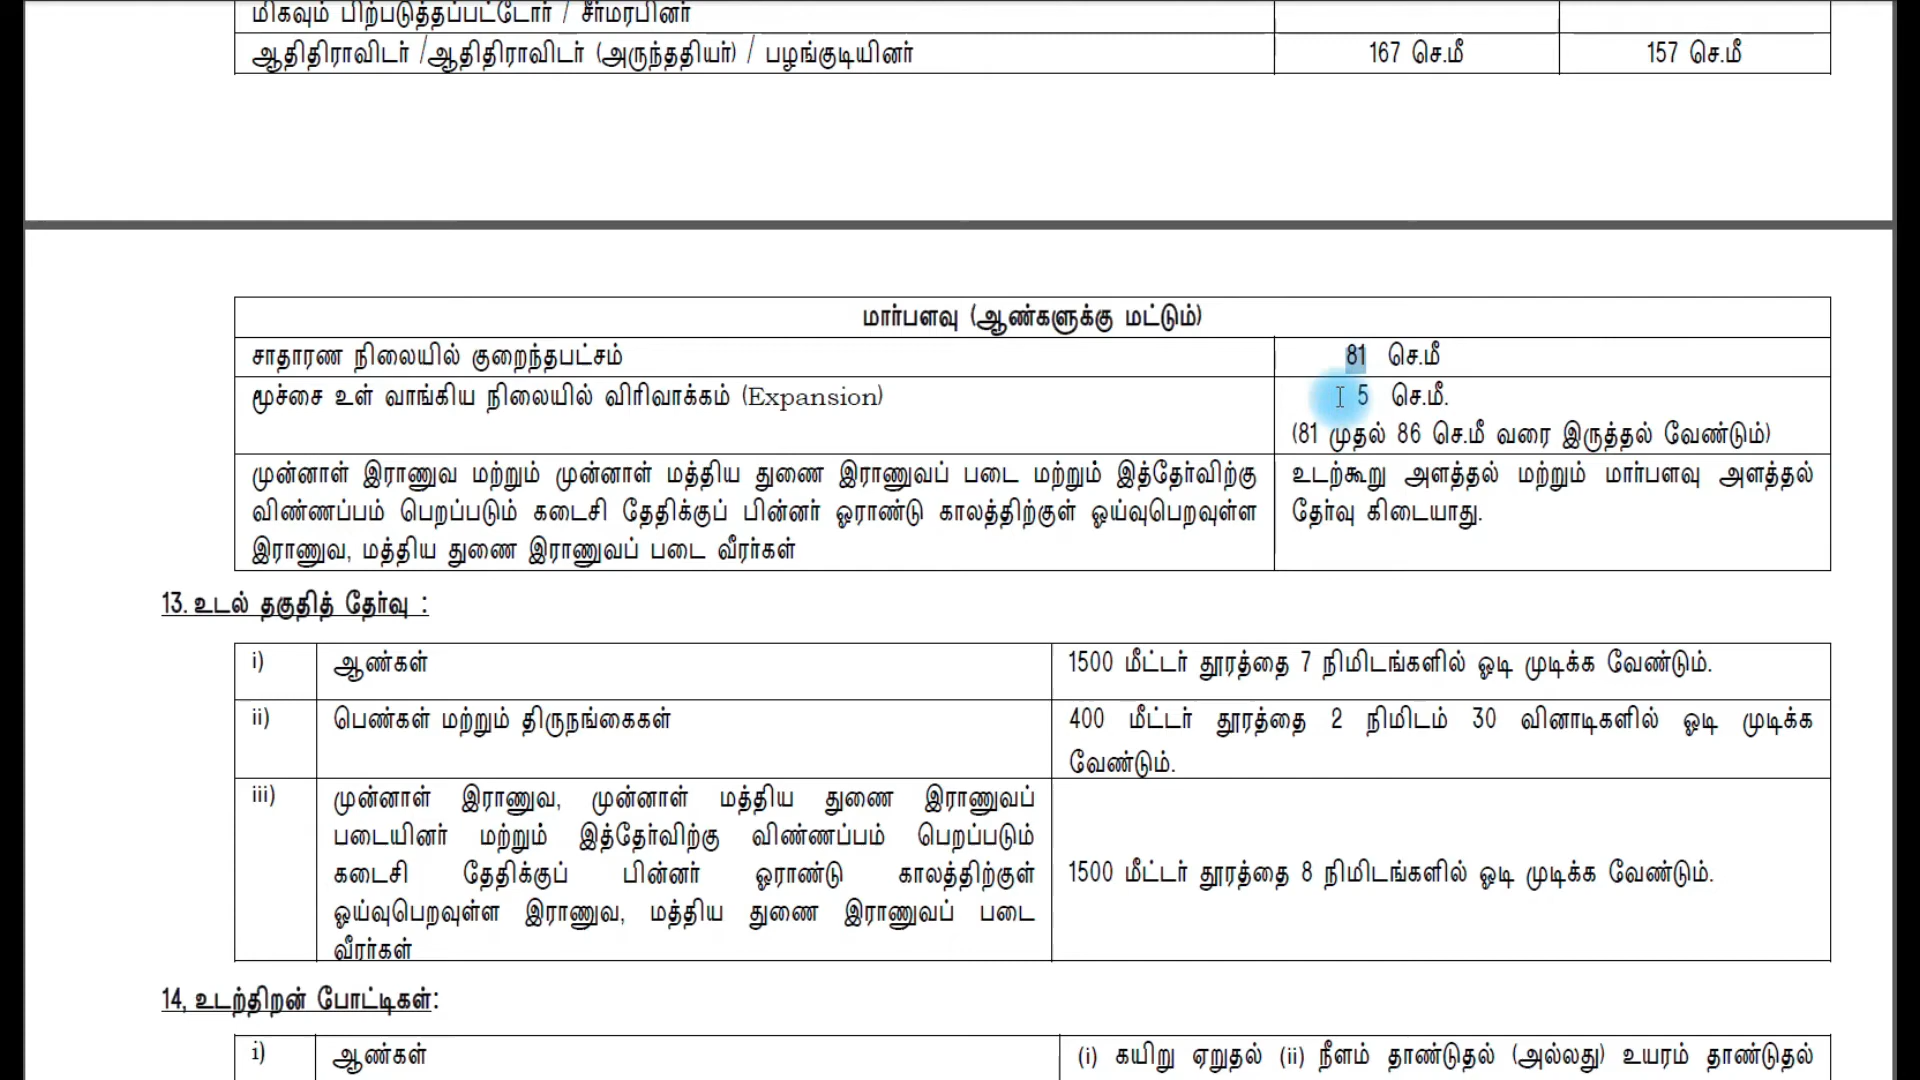 மிகவும் பிற்படுத்தப்பட்டோர் / சீர்மரபினர்
ஆதிதிராவிடர் /ஆதிதிராவிடர் (அருந்ததியர்) / பழங்குடியினர் 167 செ.மீ 157 செ.மீ
மார்பளவு (ஆண்களுக்கு மட்டும்)
சாதாரண நிலையில் குறைந்தபட்சம் 81 செ.மீ
மூச்சை உள் வாங்கிய நிலையில் விரிவாக்கம் (Expansion) 5 செ.மீ.
(81 முதல் 86 செ.மீ வரை இருத்தல் வேண்டும்)
முன்னாள் இராணுவ மற்றும் முன்னாள் மத்திய துணை இராணுவப் படை மற்றும் இத்தேர்விற்கு
விண்ணப்பம் பெறப்படும் கடைசி தேதிக்குப் பின்னர் ஓராண்டு காலத்திற்குள் ஓய்வுபெறவுள்ள
இராணுவ, மத்திய துணை இராணுவப் படை வீரர்கள்
உடற்கூறு அளத்தல் மற்றும் மார்பளவு அளத்தல்
தேர்வு கிடையாது.
13. உடல் தகுதித் தேர்வு :
i) ஆண்கள் 1500 மீட்டர் தூரத்தை 7 நிமிடங்களில் ஓடி முடிக்க வேண்டும்.
ii) பெண்கள் மற்றும் திருநங்கைகள் 400 மீட்டர் தூரத்தை 2 நிமிடம் 30 வினாடிகளில் ஓடி முடிக்க
வேண்டும்.
iii) முன்னாள் இராணுவ, முன்னாள் மத்திய துணை இராணுவப்
படையினர் மற்றும் இத்தேர்விற்கு விண்ணப்பம் பெறப்படும்
கடைசி தேதிக்குப் பின்னர் ஓராண்டு காலத்திற்குள்
ஓய்வுபெறவுள்ள இராணுவ, மத்திய துணை இராணுவப் படை
வீரர்கள்
1500 மீட்டர் தூரத்தை 8 நிமிடங்களில் ஓடி முடிக்க வேண்டும்.
14, உடற்திறன் போட்டிகள்:
i) ஆண்கள் (i) கயிறு ஏறுதல் (ii) நீளம் தாண்டுதல் (அல்லது) உயரம் தாண்டுதல்